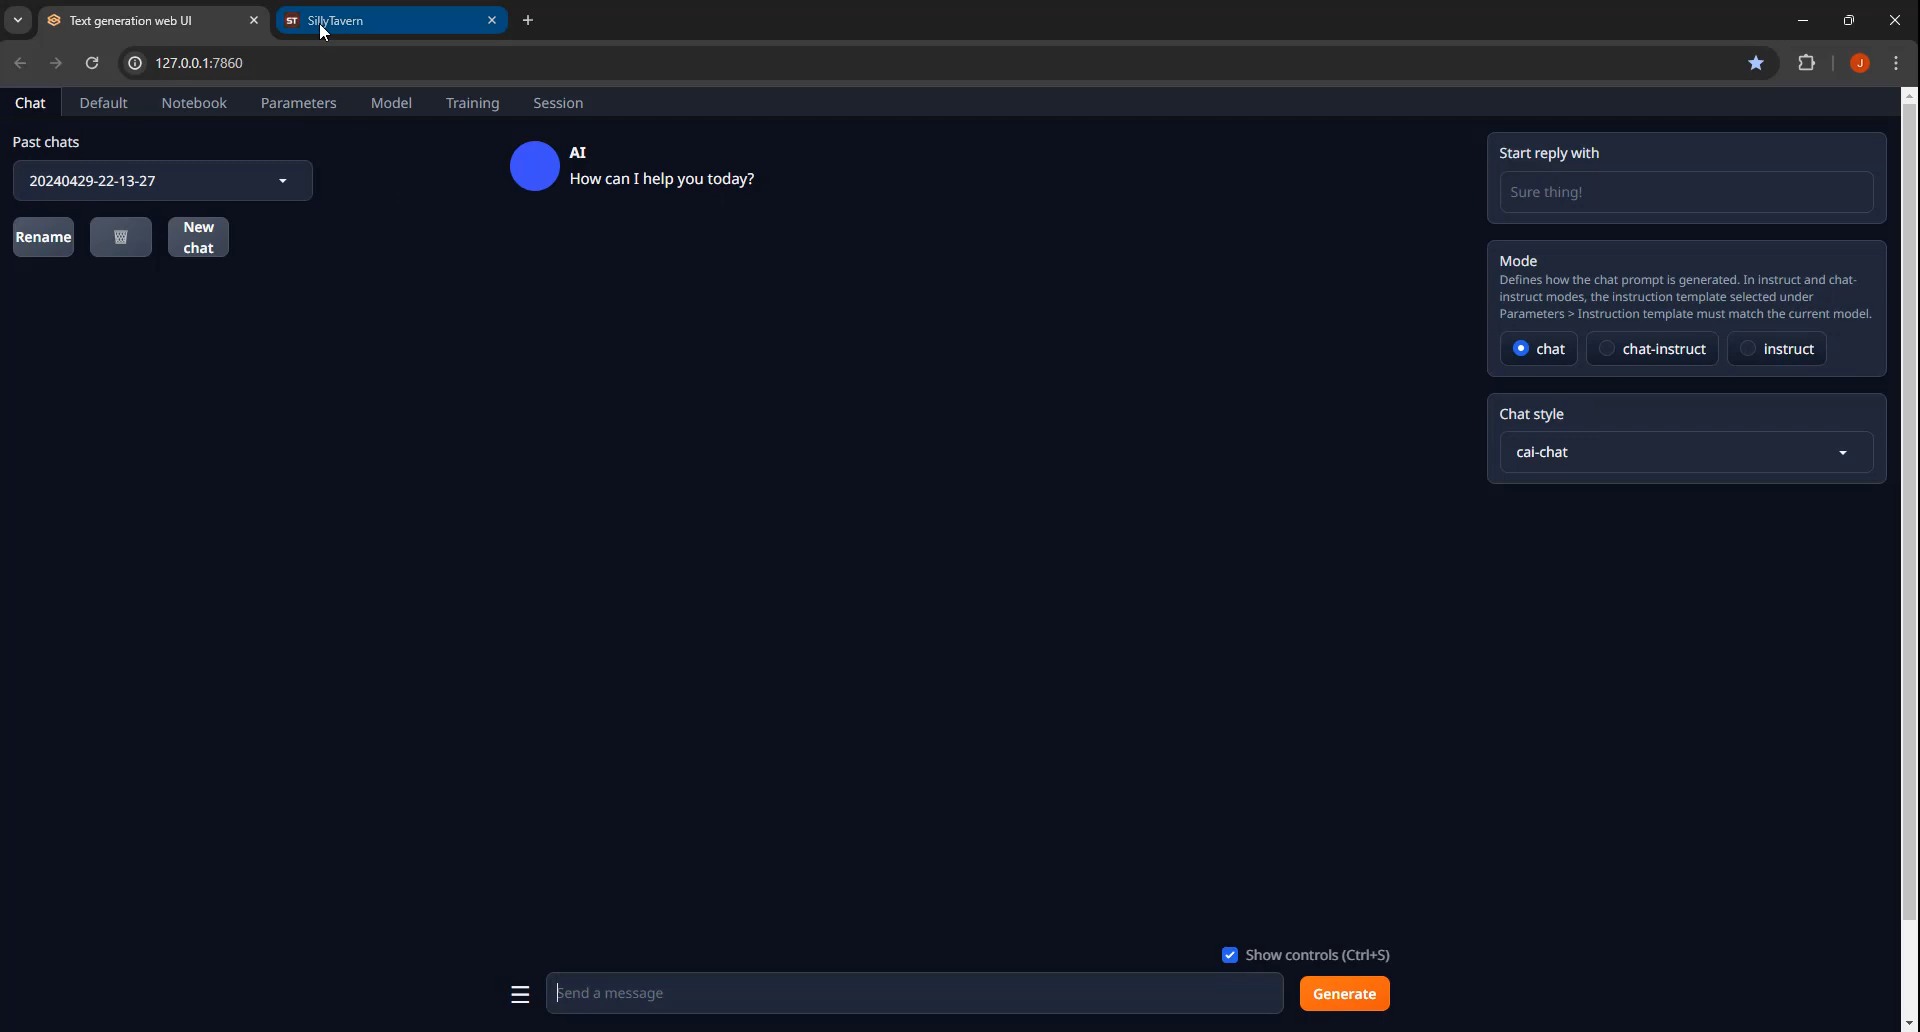 Text generation web UI
ST SillyTavern
127.0.0.1:7860
J
Chat Default Notebook Parameters Model Training Session
Past chats
20240429-22-13-27
Rename
New
chat
AI
How can I help you today?
Start reply with
Sure thing!
Mode
Defines how the chat prompt is generated. In instruct and chat-
instruct modes, the instruction template selected under
Parameters > Instruction template must match the current model.
chat chat-instruct instruct
Chat style
cai-chat
Show controls (Ctrl+S)
Send a message
Generate